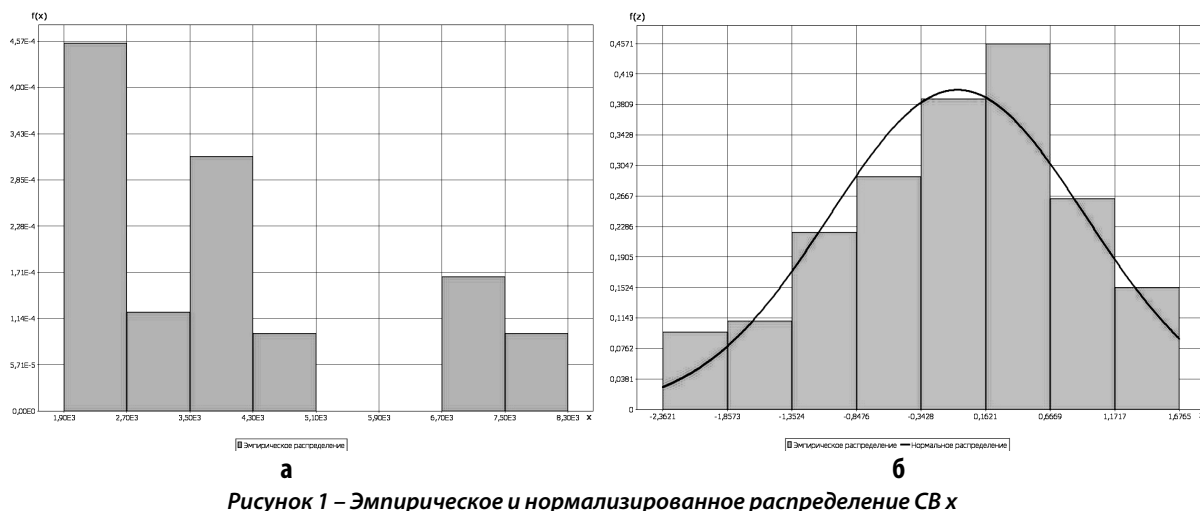 f(x)
4,57E-4
4,00E-4
3,43E-4
2,85E-4
2,28E-4
1,71E-4
1,14E-4
5,71E-5
0,00E0
1,90E3 2,70E3 3,50E3 4,30E3 5,10E3 5,90E3 6,70E3 7,50E3 8,30E3 x
Эмпирическое распределение
а
f(z)
0,4571
0,419
0,3809
0,3428
0,3047
0,2667
0,2286
0,1905
0,1524
0,1143
0,0762
0,0381
0
-2,3621 -1,8573 -1,3524 -0,8476 -0,3428 0,1621 0,6669 1,1717 1,6765
Эмпирическое распределение Нормальное распределение
б
Рисунок 1 – Эмпирическое и нормализированное распределение СВ х